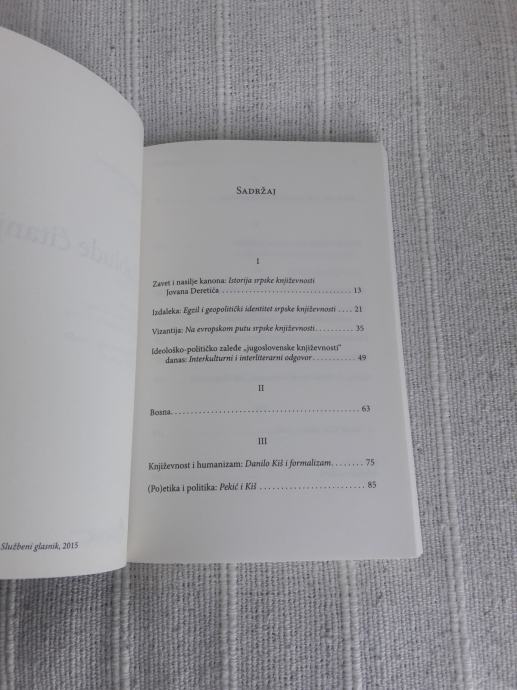 SADRŽAJ
I
Zavet i nasilje kanona: Istorija srpske književnosti
Jovana Deretića . . . . . . . . . . . . . . . . . . . . . . . . . . . . . . . 13
Izdaleka: Egzil i geopolitički identitet srpske književnosti . . . . 21
Vizantija: Na evropskom putu srpske književnosti. . . . . . . . . 35
Ideološko-političko zaleđe „jugoslovenske književnosti”
danas: Interkulturni i interliterarni odgovor. . . . . . . . . . . . 49
II
Bosna. . . . . . . . . . . . . . . . . . . . . . . . . . . . . . . . . . . . . . . . . 63
III
Književnost i humanizam: Danilo Kiš i formalizam. . . . . . . . 75
(Po)etika i politika: Pekić i Kiš . . . . . . . . . . . . . . . . . . . . . . . . 85
Službeni glasnik, 2015